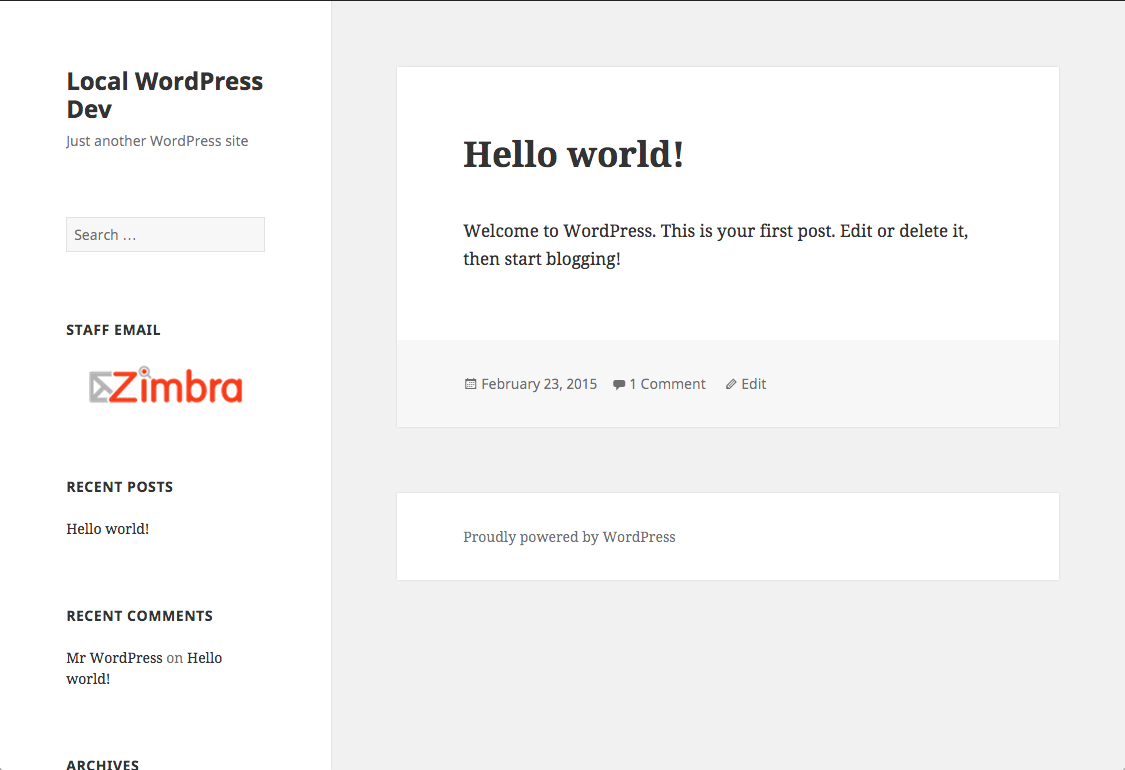 Local WordPress
Dev
Just another WordPress site
Search …
STAFF EMAIL
Zimbra
RECENT POSTS
Hello world!
RECENT COMMENTS
Mr WordPress on Hello
world!
ARCHIVES
Hello world!
Welcome to WordPress. This is your first post. Edit or delete it,
then start blogging!
February 23, 2015 1 Comment Edit
Proudly powered by WordPress